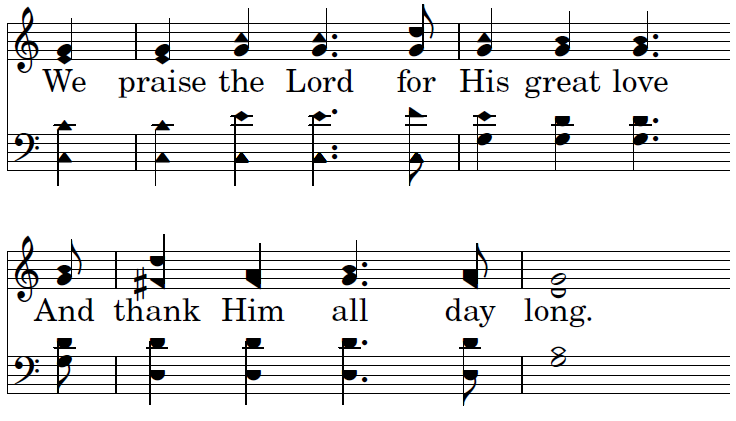 We praise the Lord for His great love
And thank Him all day long.